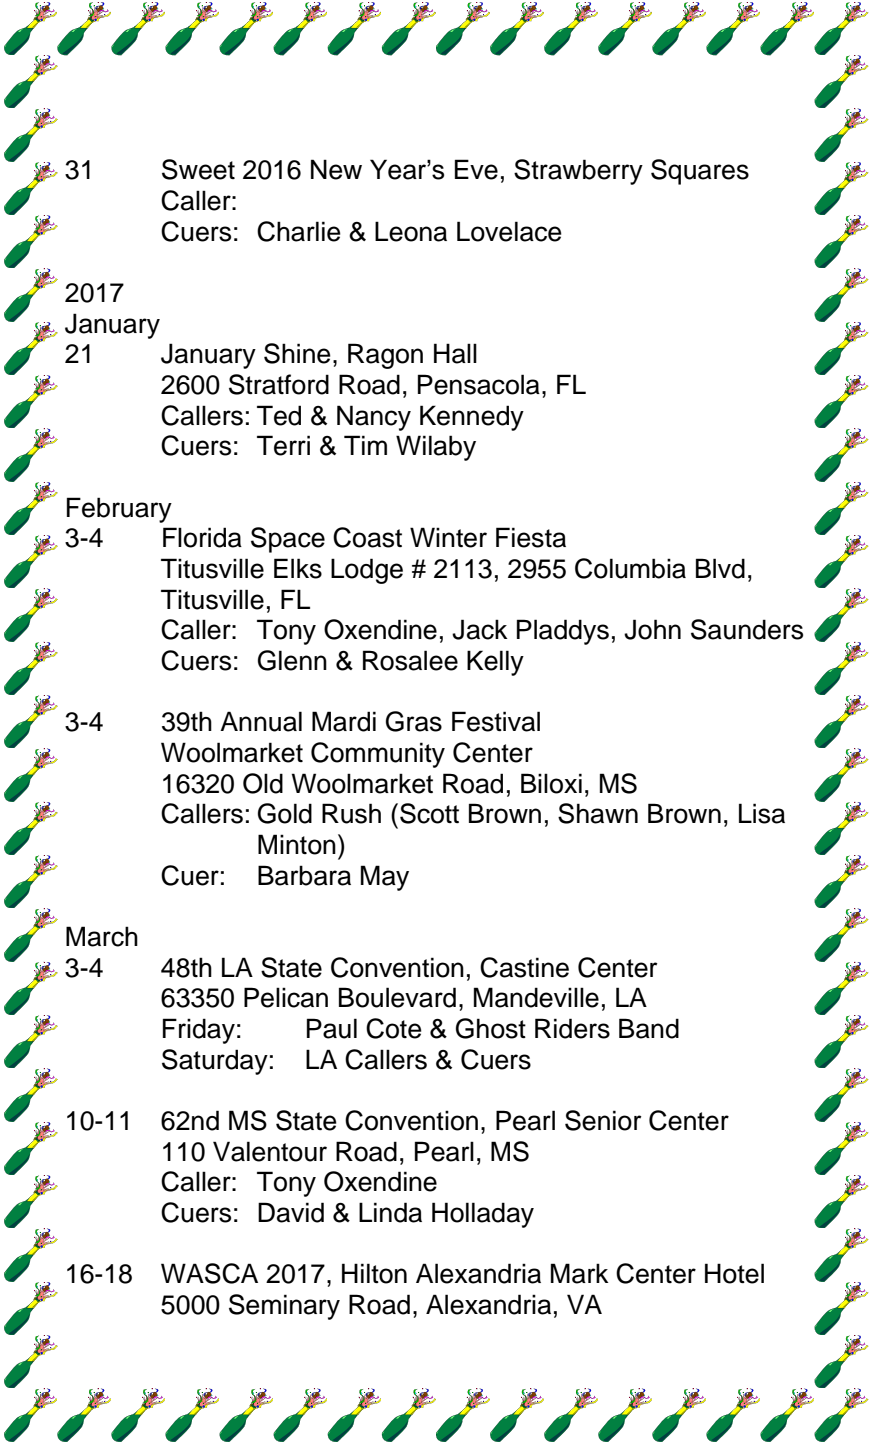 31 Sweet 2016 New Year’s Eve, Strawberry Squares
Caller:
Cuers: Charlie & Leona Lovelace
2017
January
21 January Shine, Ragon Hall
2600 Stratford Road, Pensacola, FL
Callers: Ted & Nancy Kennedy
Cuers: Terri & Tim Wilaby
February
3-4 Florida Space Coast Winter Fiesta
Titusville Elks Lodge # 2113, 2955 Columbia Blvd,
Titusville, FL
Caller: Tony Oxendine, Jack Pladdys, John Saunders
Cuers: Glenn & Rosalee Kelly
3-4 39th Annual Mardi Gras Festival
Woolmarket Community Center
16320 Old Woolmarket Road, Biloxi, MS
Callers: Gold Rush (Scott Brown, Shawn Brown, Lisa
Minton)
Cuer: Barbara May
March
3-4 48th LA State Convention, Castine Center
63350 Pelican Boulevard, Mandeville, LA
Friday: Paul Cote & Ghost Riders Band
Saturday: LA Callers & Cuers
10-11 62nd MS State Convention, Pearl Senior Center
110 Valentour Road, Pearl, MS
Caller: Tony Oxendine
Cuers: David & Linda Holladay
16-18 WASCA 2017, Hilton Alexandria Mark Center Hotel
5000 Seminary Road, Alexandria, VA